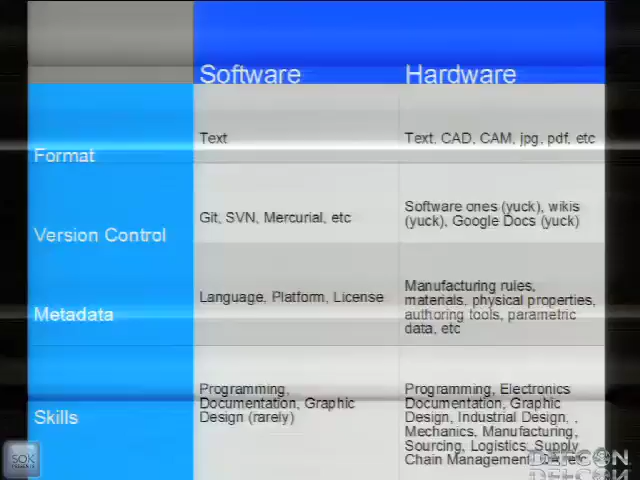 Software Hardware
Format
Text
Text, CAD, CAM, jpg, pdf, etc
Version Control
Git, SVN, Mercurial, etc
Software ones (yuck), wikis
(yuck), Google Docs (yuck)
Metadata
Language, Platform, License
Manufacturing rules,
materials, physical properties,
authoring tools, parametric
data, etc
Skills
Programming,
Documentation, Graphic
Design (rarely)
Programming, Electronics
Documentation, Graphic
Design, Industrial Design, ,
Mechanics, Manufacturing,
Sourcing, Logistics, Supply
Chain Management,
SOK
DEFCON